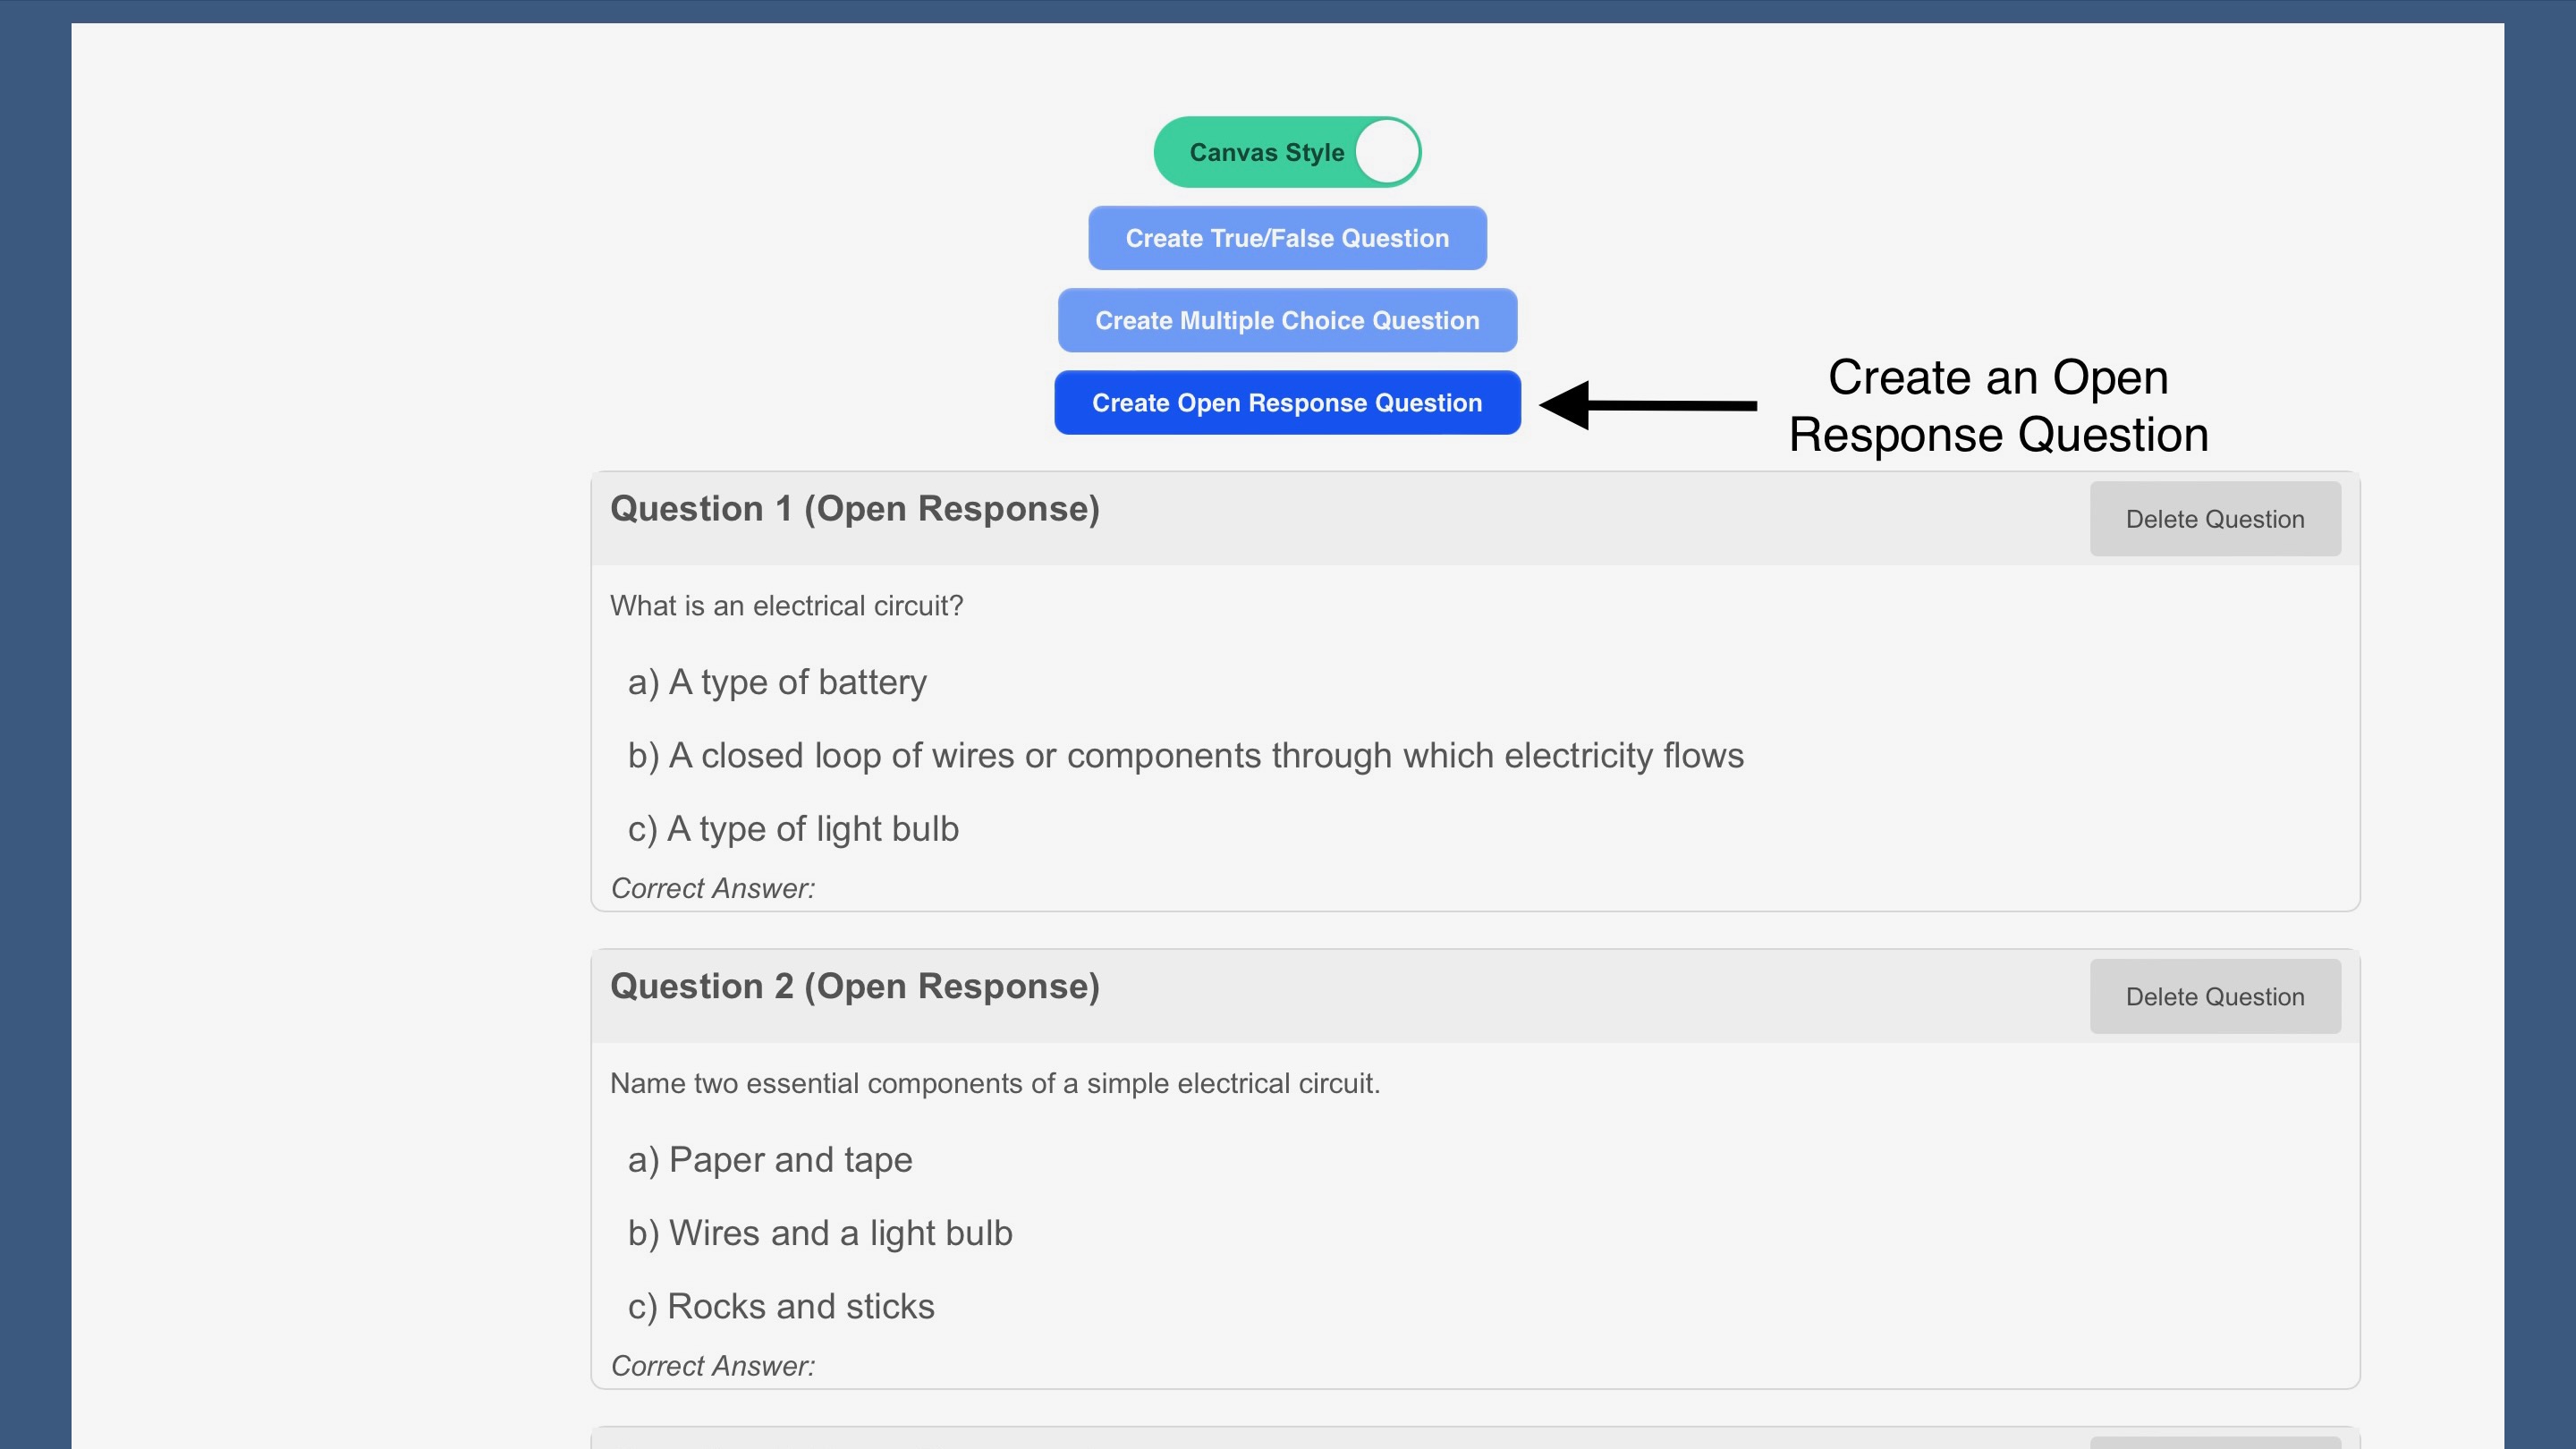 Canvas Style
Create True/False Question
Create Multiple Choice Question
Create Open Response Question
Create an Open
Response Question
Question 1 (Open Response)
Delete Question
What is an electrical circuit?
a) A type of battery
b) A closed loop of wires or components through which electricity flows
c) A type of light bulb
Correct Answer:
Question 2 (Open Response)
Delete Question
Name two essential components of a simple electrical circuit.
a) Paper and tape
b) Wires and a light bulb
c) Rocks and sticks
Correct Answer: